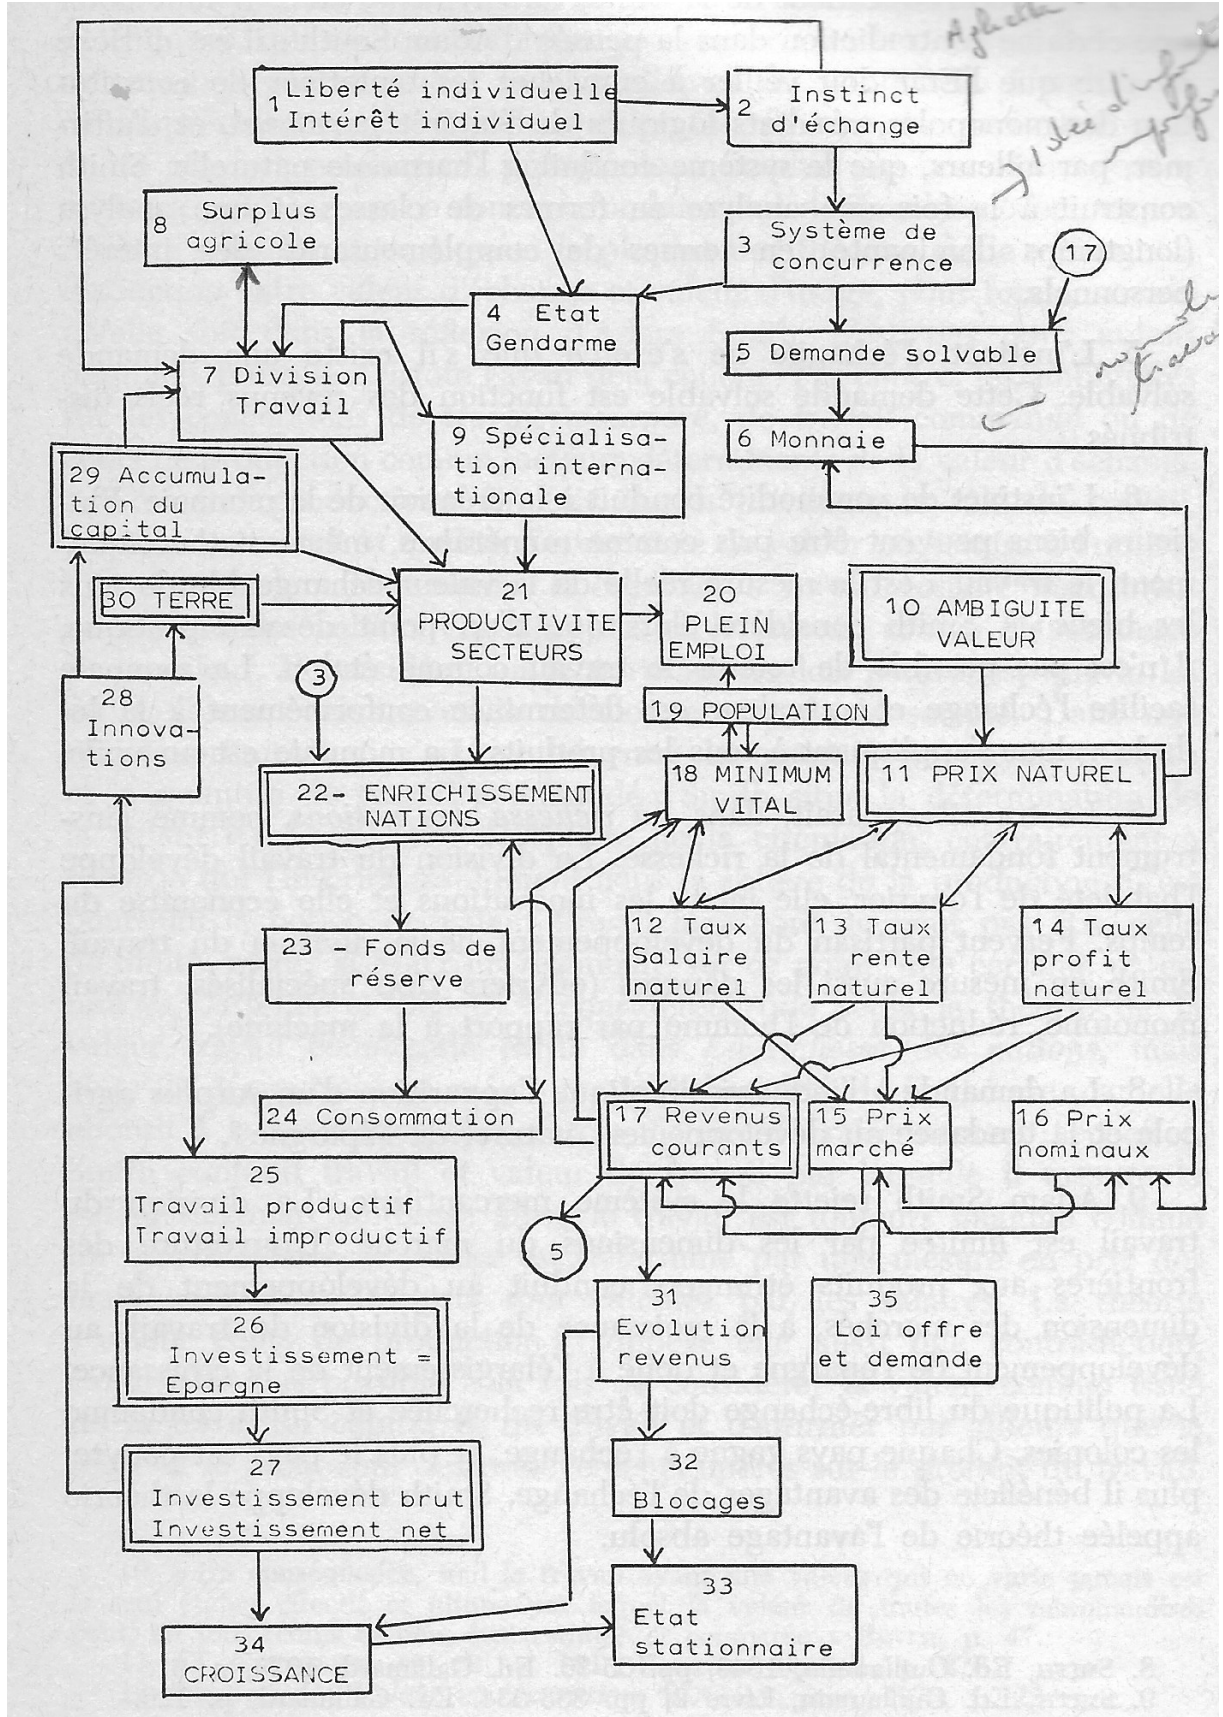 1 Liberté individuelle
Intérêt individuel
2 Instinct
d'échange
8 Surplus
agricole
3 Système de
concurrence
17
4 Etat
Gendarme
5 Demande solvable
7 Division
Travail
9 Spécialisa-
tion interna-
tionale
6 Monnaie
29 Accumula-
tion du
capital
30 TERRE
21
PRODUCTIVITE
SECTEURS
20
PLEIN
EMPLOI
10 AMBIGUITE
VALEUR
28
Innova-
tions
3
19 POPULATION
22- ENRICHISSEMENT
NATIONS
18 MINIMUM
VITAL
11 PRIX NATUREL
23 - Fonds de
réserve
12 Taux
Salaire
naturel
13 Taux
rente
naturel
14 Taux
profit
naturel
24 Consommation
17 Revenus
courants
15 Prix
marché
16 Prix
nominaux
25
Travail productif
Travail improductif
5
26
Investissement =
Epargne
31
Evolution
revenus
35
Loi offre
et demande
27
Investissement brut
Investissement net
32
Blocages
33
Etat
stationnaire
34
CROISSANCE